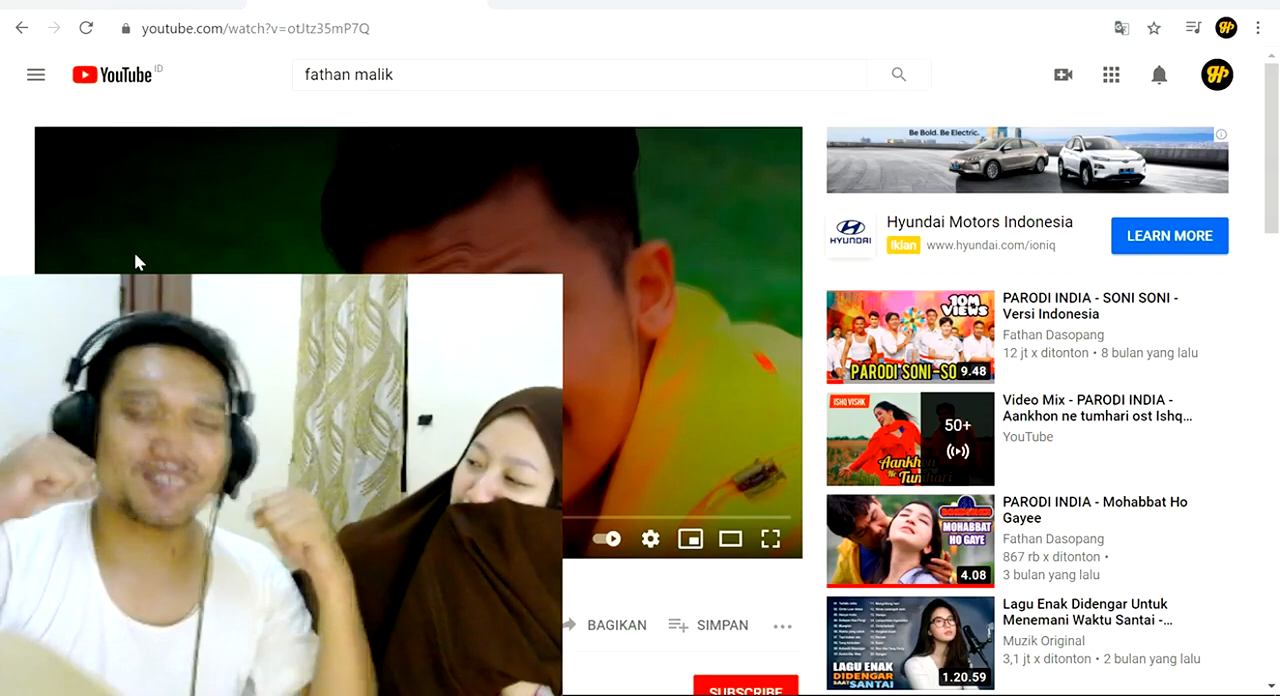 youtube.com/watch?v=otJtz35mP7Q
YouTube ID
fathan malik
Be Bold. Be Electric.
Hyundai Motors Indonesia
HYUNDAI
Iklan www.hyundai.com/ioniq
LEARN MORE
10M
VIEWS
PARODI SONI-SO
9.48
PARODI INDIA - SONI SONI -
Versi Indonesia
Fathan Dasopang
12 jt x ditonton • 8 bulan yang lalu
ISHQ VISHK
Aankhon
Ne Tumhari
50+
Video Mix - PARODI INDIA -
Aankhon ne tumhari ost Ishq...
YouTube
MOHABBAT
HO GAYE
4.08
PARODI INDIA - Mohabbat Ho
Gayee
Fathan Dasopang
867 rb x ditonton •
3 bulan yang lalu
LAGU ENAK
DIDENGAR
SAAT SANTAI
1.20.59
Lagu Enak Didengar Untuk
Menemani Waktu Santai -...
Muzik Original
3,1 jt x ditonton • 2 bulan yang lalu
BAGIKAN
SIMPAN
SUBSCRIBE